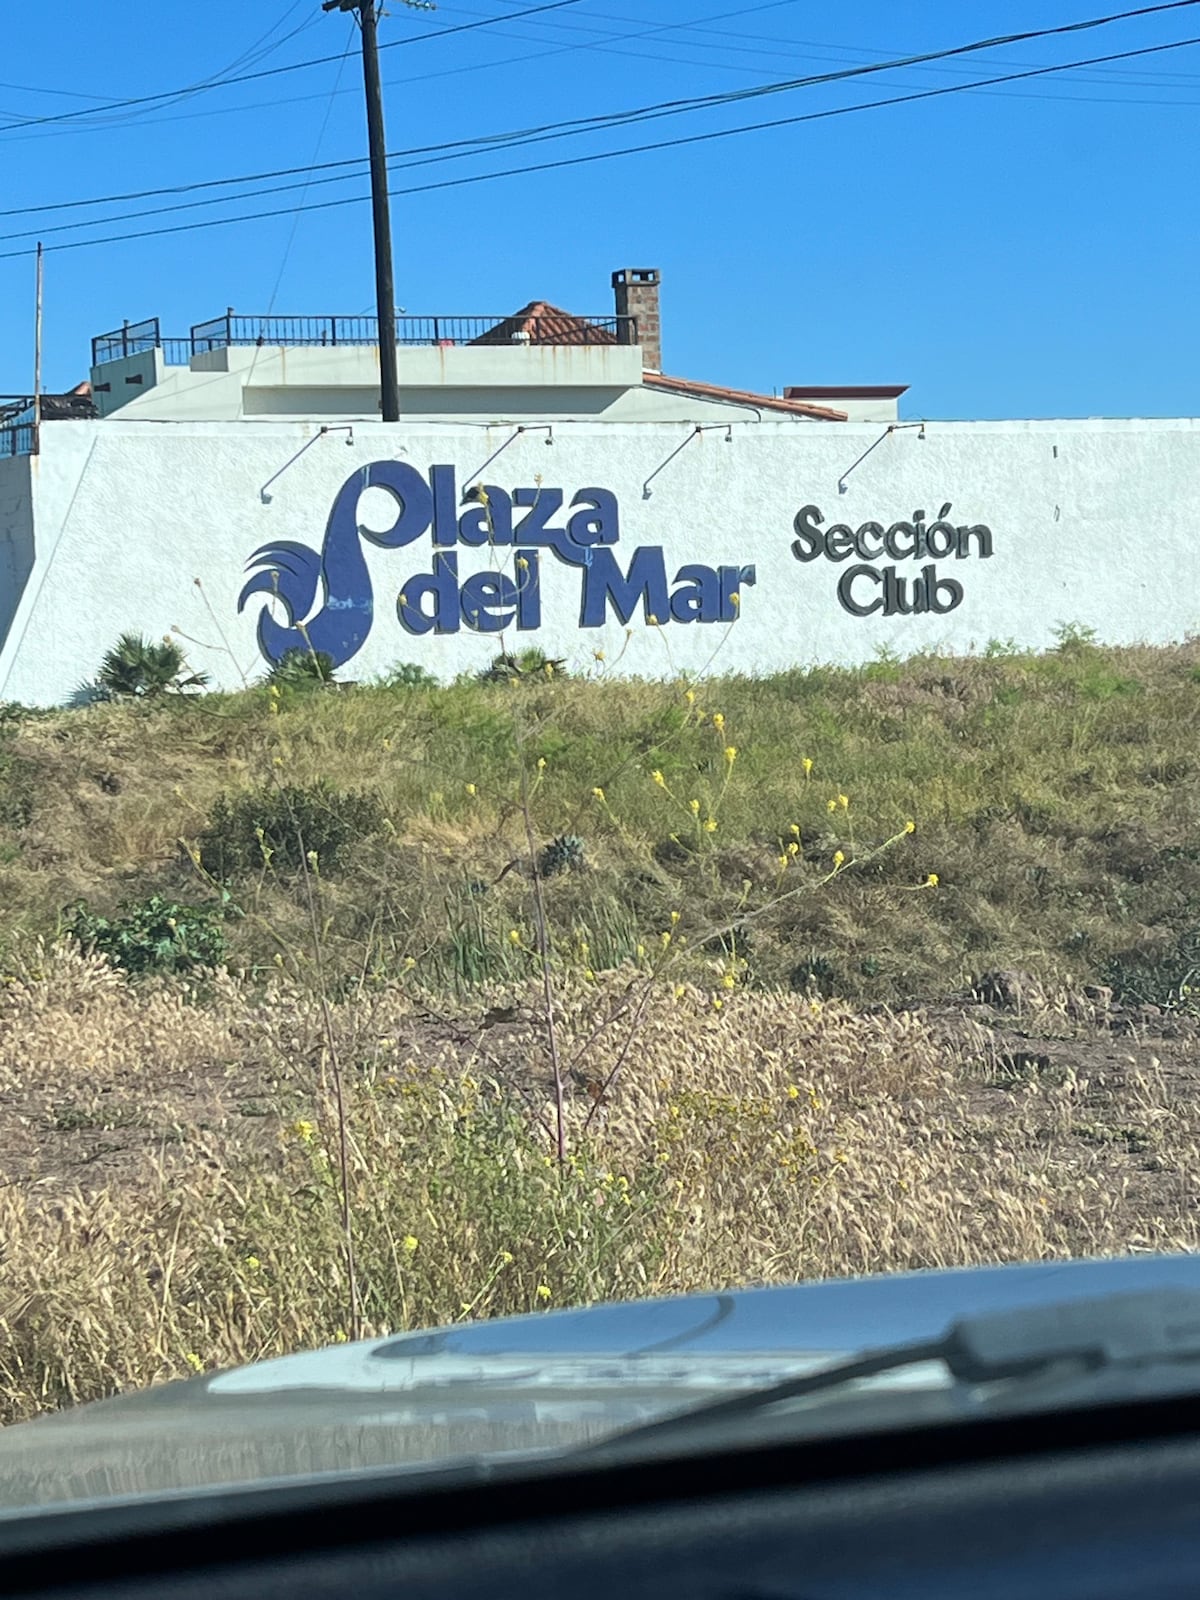 Plaza
del Mar
Sección
Club